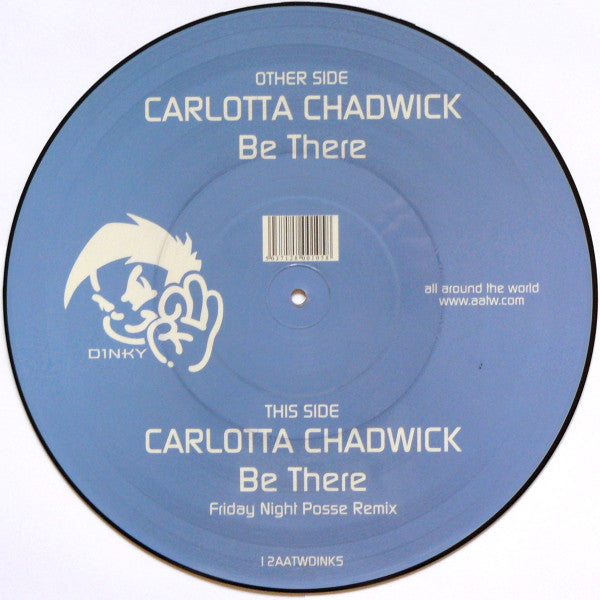 OTHER SIDE
CARLOTTA CHADWICK
Be There
all around the world
www.aatw.com
D1NKY
THIS SIDE
CARLOTTA CHADWICK
Be There
Friday Night Posse Remix
12AATWDINK5